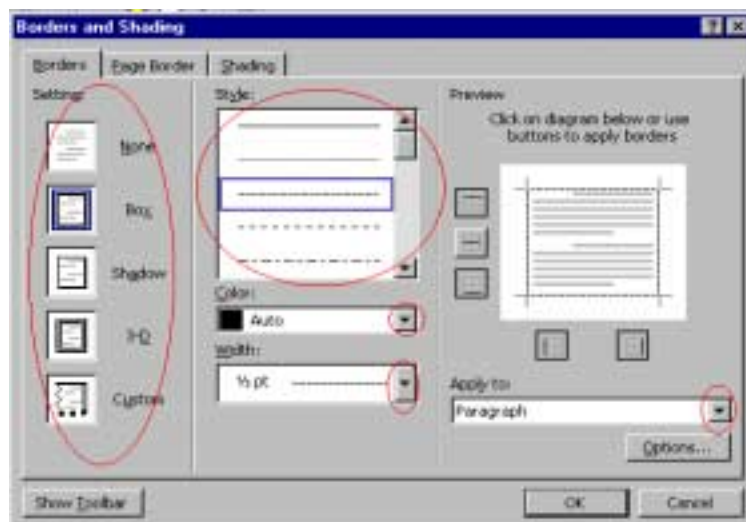 Borders and Shading
Borders Page Border Shading
Setting:
None
Box
Shadow
3-D
Custom
Style:
Color:
Auto
Width:
½ pt
Preview
Click on diagram below or use
buttons to apply borders
Apply to:
Paragraph
Options...
Show Toolbar
OK Cancel